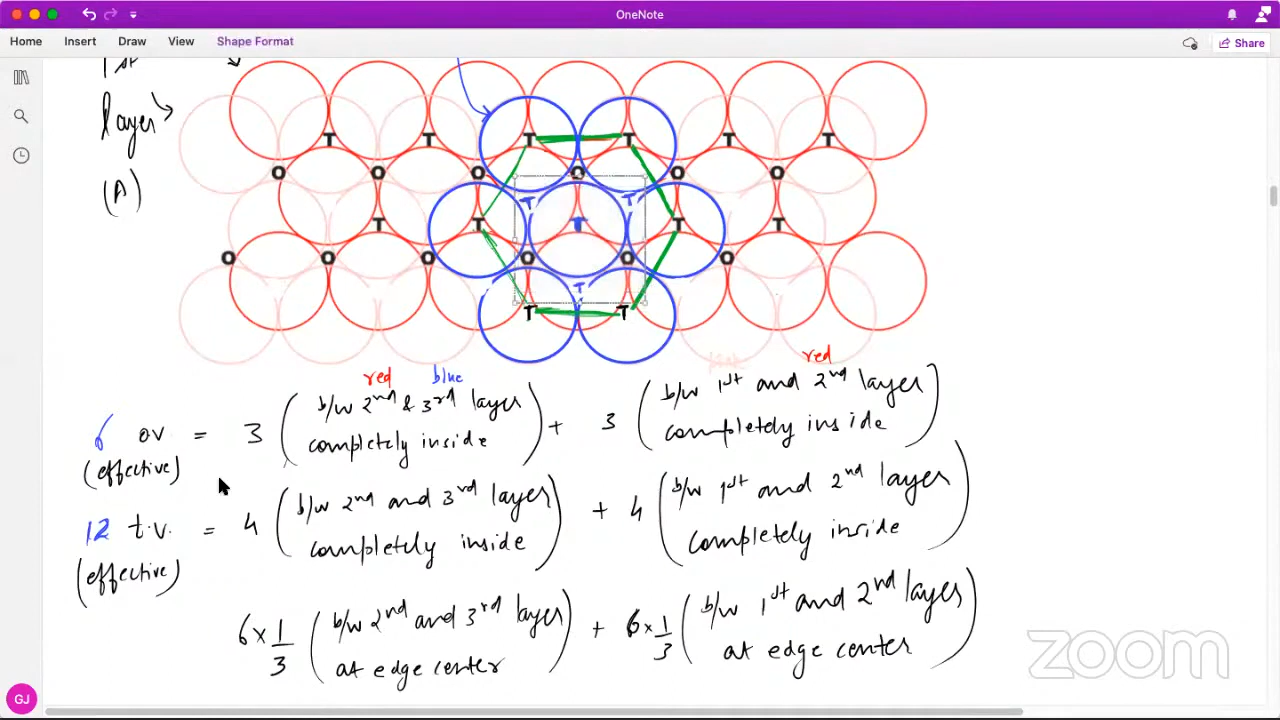 OneNote
Home Insert Draw View Shape Format Share
1st
layer
(A)
T T T T T T
O O O O O O
T T
T T T T T
O O O O O O
T
T T
red blue red
6 ov = 3 (b/w 2nd & 3rd layer completely inside) + 3 (b/w 1st and 2nd layer completely inside)
(effective)
12 t.v. = 4 (b/w 2nd and 3rd layer completely inside) + 4 (b/w 1st and 2nd layer completely inside)
(effective)
6 × 1/3 (b/w 2nd and 3rd layer at edge center) + 6 × 1/3 (b/w 1st and 2nd layer at edge center)
zoom
GJ